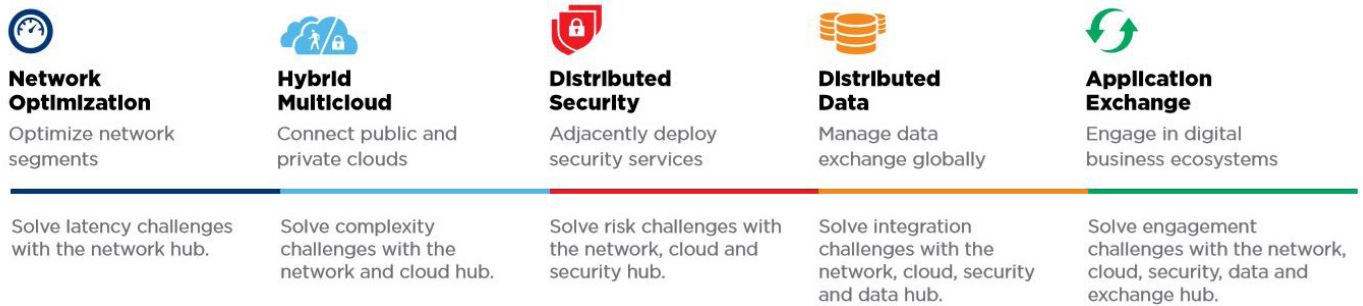 Network
Optimization
Optimize network
segments
Solve latency challenges
with the network hub.
Hybrid
Multicloud
Connect public and
private clouds
Solve complexity
challenges with the
network and cloud hub.
Distributed
Security
Adjacently deploy
security services
Solve risk challenges with
the network, cloud and
security hub.
Distributed
Data
Manage data
exchange globally
Solve integration
challenges with the
network, cloud, security
and data hub.
Application
Exchange
Engage in digital
business ecosystems
Solve engagement
challenges with the network,
cloud, security, data and
exchange hub.